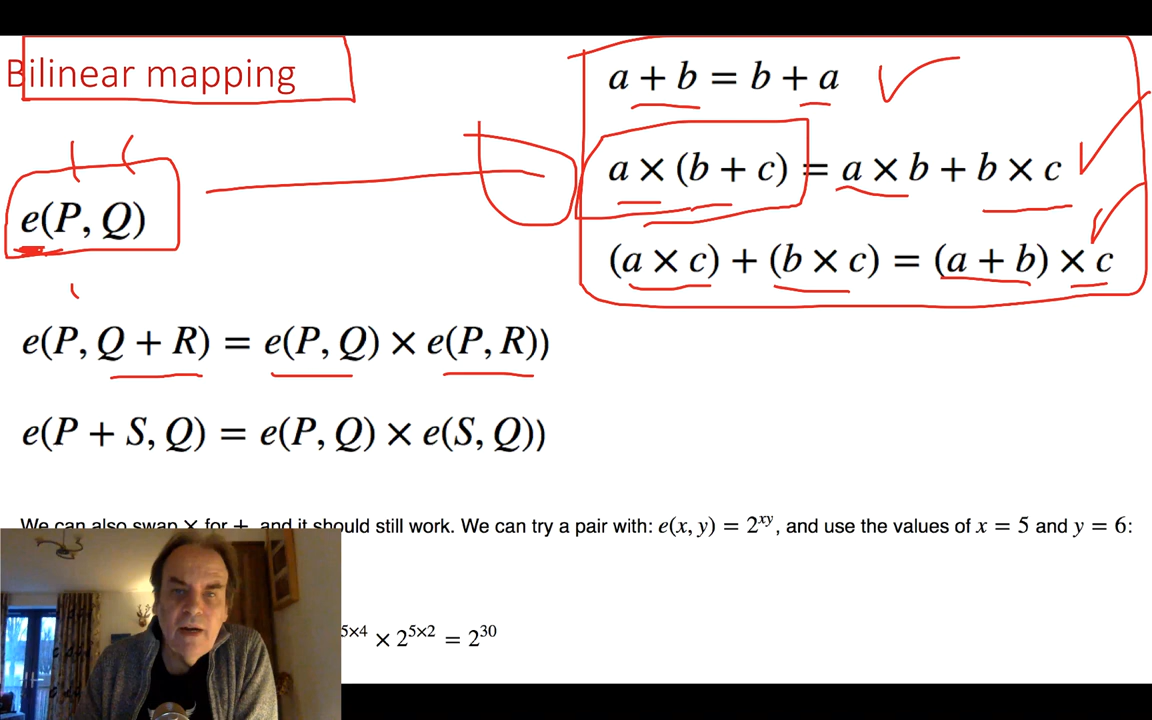 Bilinear mapping
a + b = b + a
a × (b + c) = a × b + b × c
(a × c) + (b × c) = (a + b) × c
e(P, Q)
e(P, Q + R) = e(P, Q) × e(P, R))
e(P + S, Q) = e(P, Q) × e(S, Q))
We can also swap × for +, and it should still work. We can try a pair with: e(x, y) = 2^{xy}, and use the values of x = 5 and y = 6:
^{5×4} × 2^{5×2} = 2^{30}